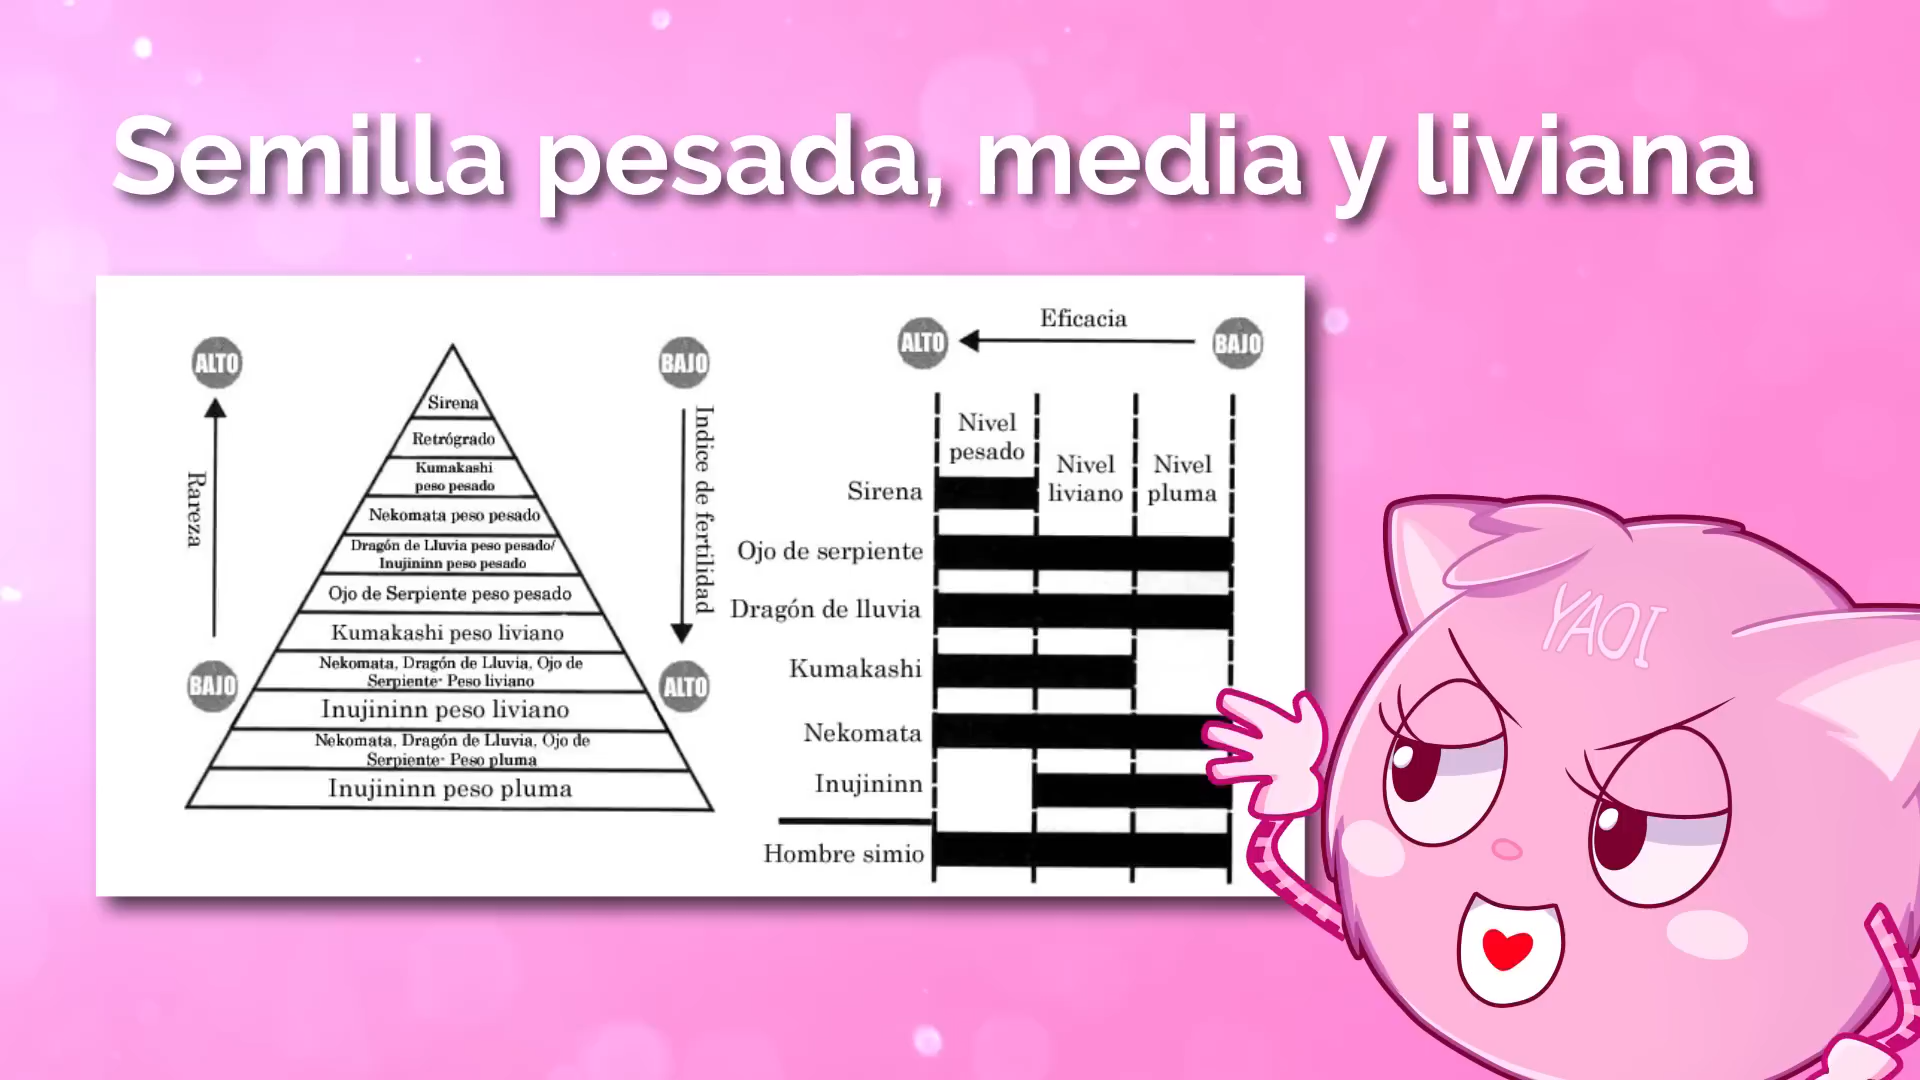 Semilla pesada, media y liviana
ALTO
Rareza
BAJO
Sirena
Retrógrado
Kumakashi
peso pesado
Nekomata peso pesado
Dragón de Lluvia peso pesado/
Inujininn peso pesado
Ojo de Serpiente peso pesado
Kumakashi peso liviano
Nekomata, Dragón de Lluvia, Ojo de
Serpiente- Peso liviano
Inujininn peso liviano
Nekomata, Dragón de Lluvia, Ojo de
Serpiente- Peso pluma
Inujininn peso pluma
BAJO
Indice de fertilidad
ALTO
Eficacia
ALTO
BAJO
Nivel
pesado
Nivel
liviano
Nivel
pluma
Sirena
Ojo de serpiente
Dragón de lluvia
Kumakashi
Nekomata
Inujininn
Hombre simio
YAOI